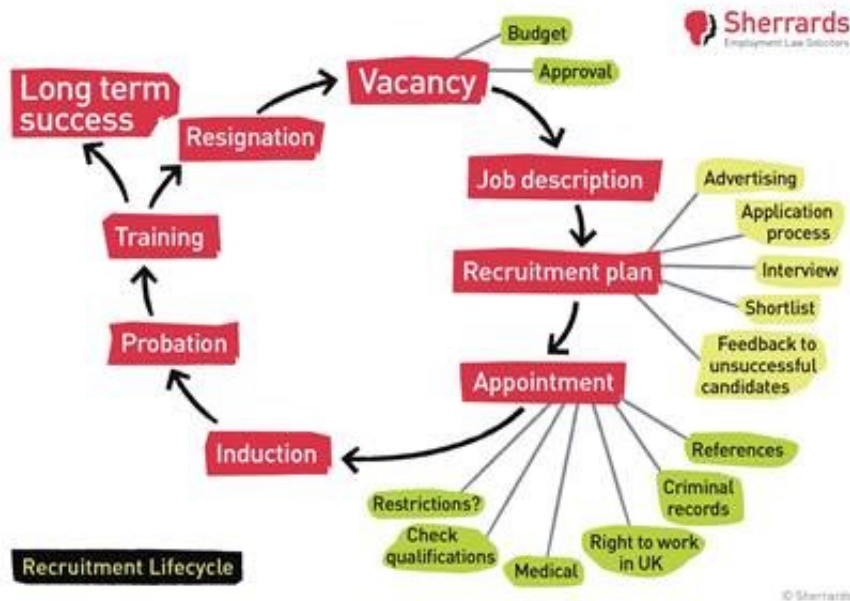 Sherrards
Employment Law Solicitors
Budget
Approval
Vacancy
Long term
success
Resignation
Job description
Advertising
Application
process
Training
Recruitment plan
Interview
Shortlist
Probation
Feedback to
unsuccessful
candidates
Appointment
Induction
References
Criminal
records
Restrictions?
Check
qualifications
Right to work
in UK
Medical
Recruitment Lifecycle
© Sherrards